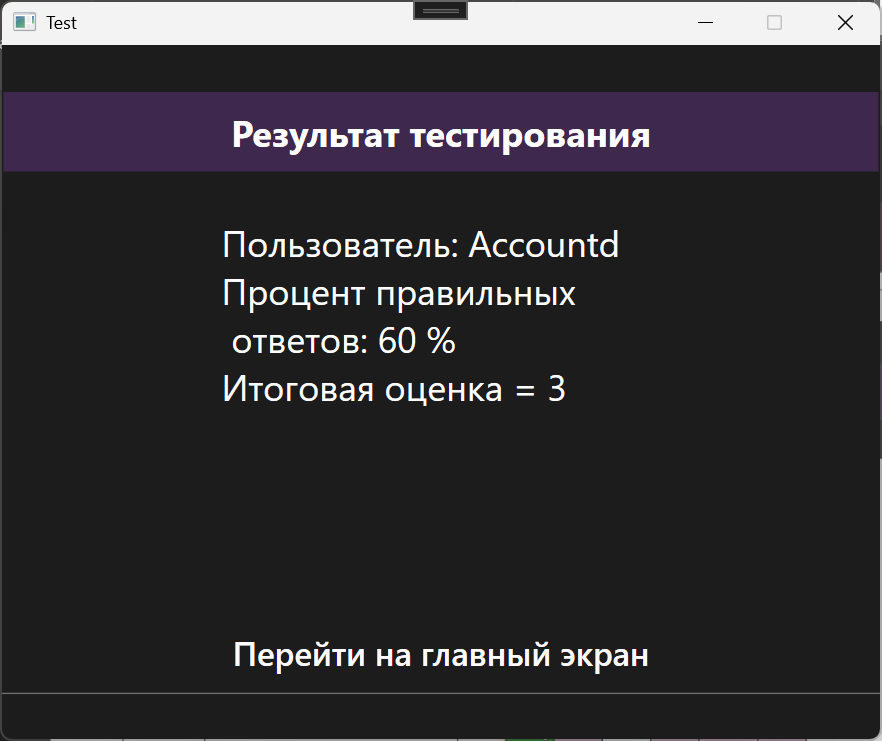 Test
Результат тестирования
Пользователь: Accountd
Процент правильных
ответов: 60 %
Итоговая оценка = 3
Перейти на главный экран